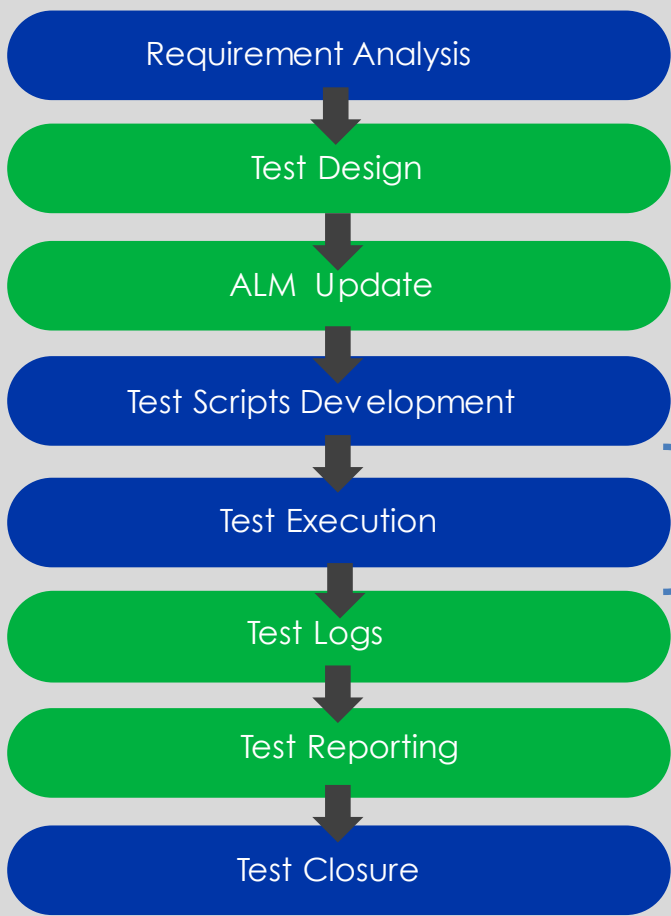 Requirement Analysis
Test Design
ALM Update
Test Scripts Development
Test Execution
Test Logs
Test Reporting
Test Closure